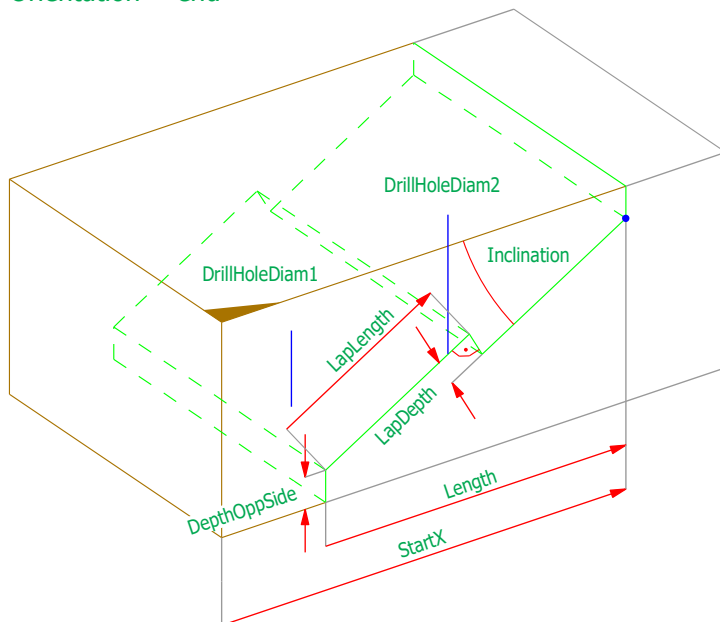 DrillHoleDiam2
Inclination
DrillHoleDiam1
LapLength
LapDepth
Length
DepthOppSide
StartX